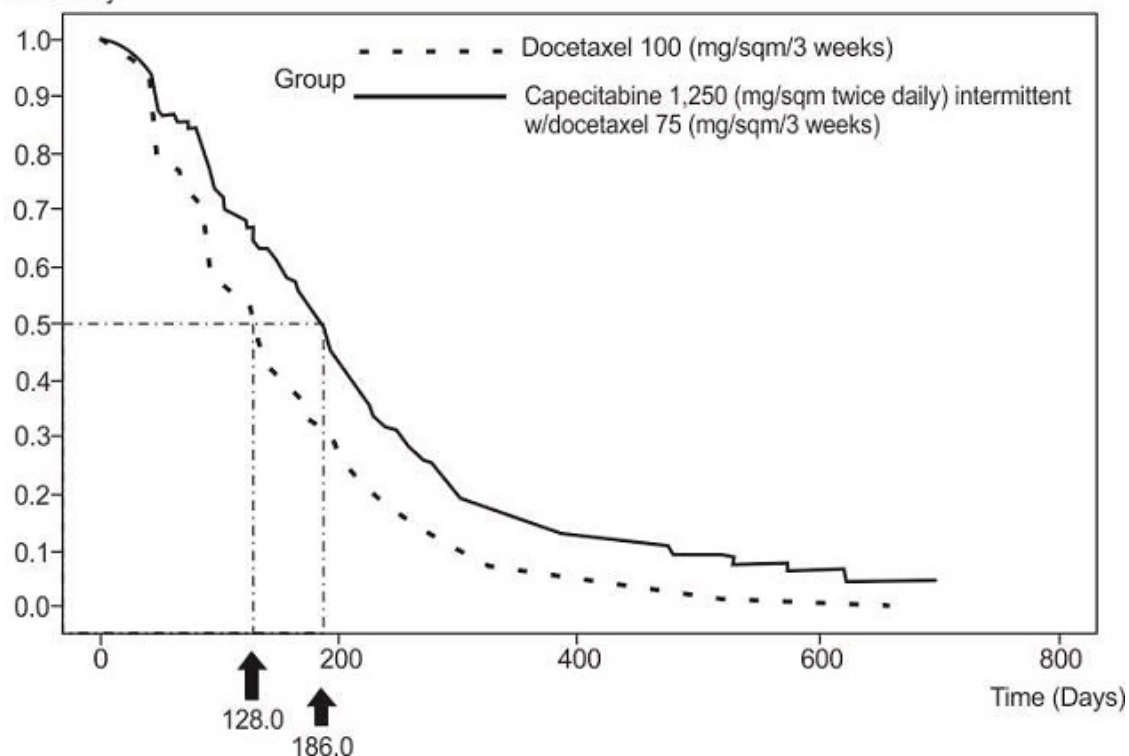 1.0
Docetaxel 100 (mg/sqm/3 weeks)
Group
Capecitabine 1,250 (mg/sqm twice daily) intermittent
w/docetaxel 75 (mg/sqm/3 weeks)
0.9
0.8
0.7
0.6
0.5
0.4
0.3
0.2
0.1
0.0
0 200 400 600 800
Time (Days)
128.0
186.0